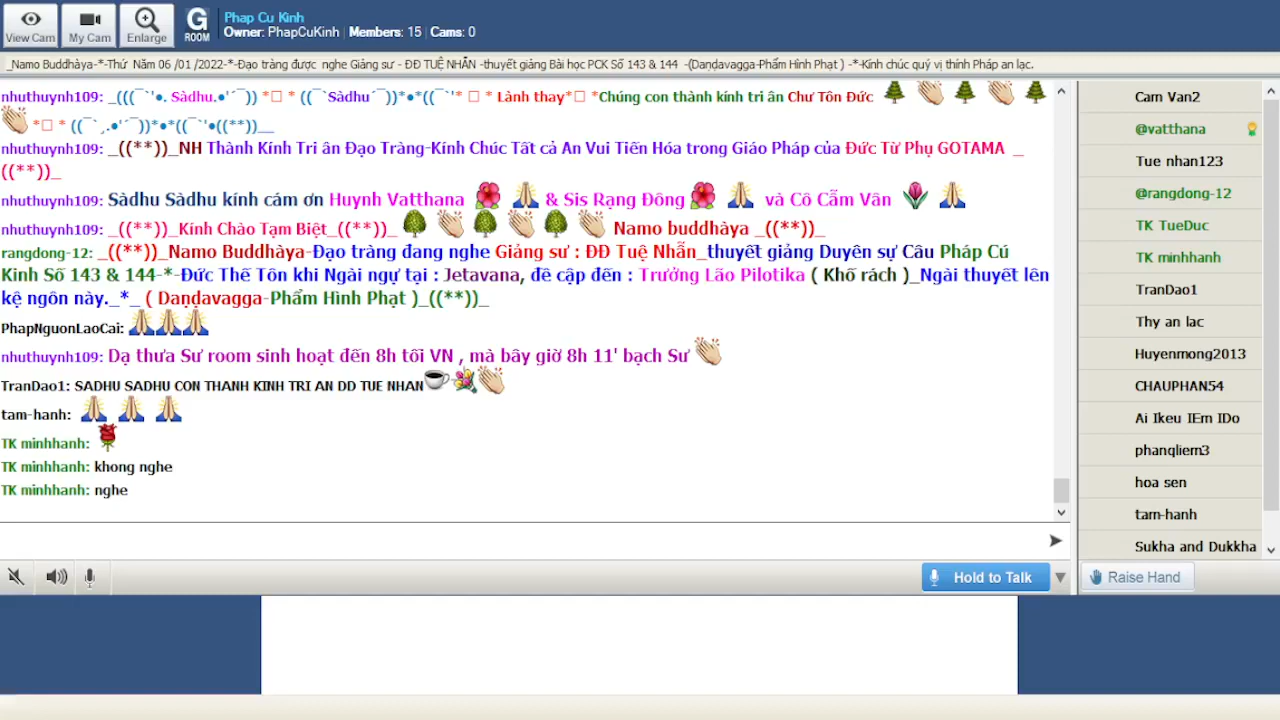 View Cam
My Cam
Enlarge
G ROOM
Phap Cu Kinh
Owner: PhapCuKinh | Members: 15 | Cams: 0
_Namo Buddhàya-*-Thứ Năm 06 /01 /2022-*-Đạo tràng được nghe Giảng sư - ĐĐ TUỆ NHẪN -thuyết giảng Bài học PCK Số 143 & 144 -(Daṇḍavagga-Phẩm Hình Phạt ) -*-Kính chúc quý vị thính Pháp an lạc.
nhuthuynh109: _(((¯`'•. Sàdhu.•'´¯)) *🌹 * ((¯`Sàdhu´¯))*•*((¯`'* * Lành thay* *Chúng con thành kính tri ân Chư Tôn Đức 🌲 👏 🌲 👏 🌲
👏 * * ((¯`¸.•'´¯))*•*((¯`'•((**))__
nhuthuynh109: _((**))_NH Thành Kính Tri ân Đạo Tràng-Kính Chúc Tất cả An Vui Tiến Hóa trong Giáo Pháp của Đức Từ Phụ GOTAMA _
((**))_
nhuthuynh109: Sàdhu Sàdhu kính cám ơn Huynh Vatthana 🌺 🙏 & Sis Rạng Đông 🌺 🙏 và Cô Cẩm Vân 🌷 🙏
nhuthuynh109: _((**))_Kính Chào Tạm Biệt_((**))_ 🌳 👏 🌳 👏 🌳 👏 Namo buddhàya _((**))_
rangdong-12: _((**))_Namo Buddhàya-Đạo tràng đang nghe Giảng sư : ĐĐ Tuệ Nhẫn_thuyết giảng Duyên sự Câu Pháp Cú
Kinh Số 143 & 144-*-Đức Thế Tôn khi Ngài ngự tại : Jetavana, đề cập đến : Trưởng Lão Pilotika ( Khố rách )_Ngài thuyết lên
kệ ngôn này._*_ ( Daṇḍavagga-Phẩm Hình Phạt )_((**))_
PhapNguonLaoCai: 🙏🙏🙏
nhuthuynh109: Dạ thưa Sư room sinh hoạt đến 8h tối VN , mà bây giờ 8h 11' bạch Sư 👏
TranDao1: SADHU SADHU CON THANH KINH TRI AN DD TUE NHAN☕💐👏
tam-hanh: 🙏 🙏 🙏
TK minhhanh: 🌹
TK minhhanh: khong nghe
TK minhhanh: nghe
Hold to Talk
Cam Van2
@vatthana
Tue nhan123
@rangdong-12
TK TueDuc
TK minhhanh
TranDao1
Thy an lac
Huyenmong2013
CHAUPHAN54
Ai Ikeu IEm IDo
phanqliem3
hoa sen
tam-hanh
Sukha and Dukkha
Raise Hand